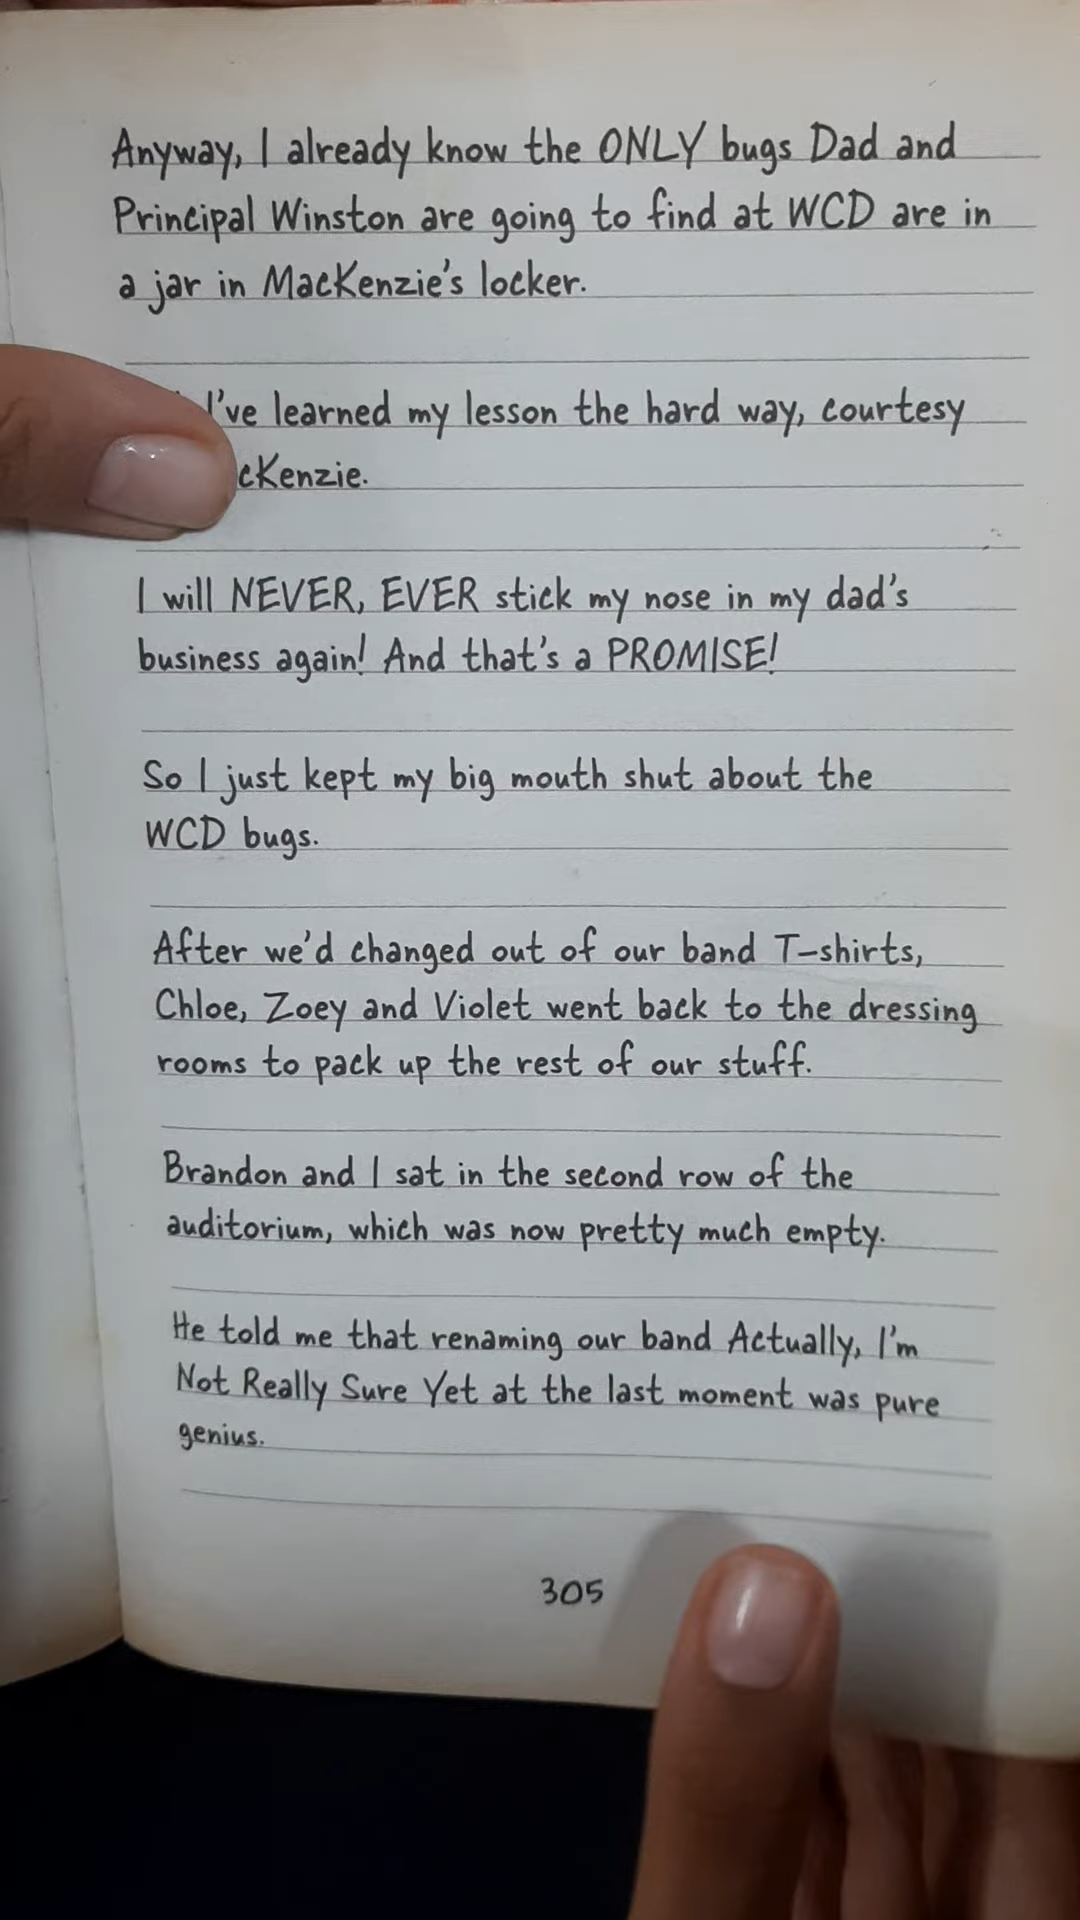 Anyway, I already know the ONLY bugs Dad and
Principal Winston are going to find at WCD are in
a jar in MacKenzie's locker.
I've learned my lesson the hard way, courtesy
cKenzie.
I will NEVER, EVER stick my nose in my dad's
business again! And that's a PROMISE!
So I just kept my big mouth shut about the
WCD bugs.
After we'd changed out of our band T-shirts,
Chloe, Zoey and Violet went back to the dressing
rooms to pack up the rest of our stuff.
Brandon and I sat in the second row of the
auditorium, which was now pretty much empty.
He told me that renaming our band Actually, I'm
Not Really Sure Yet at the last moment was pure
genius.
305